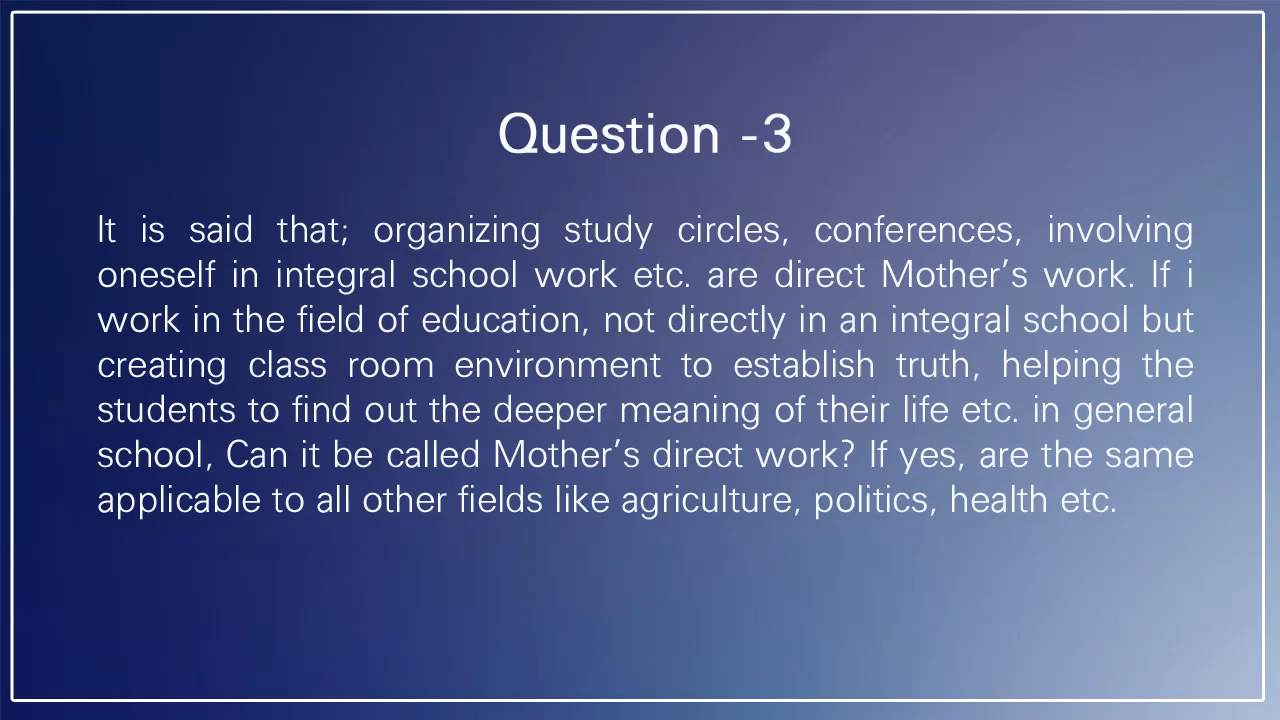 Question -3
It is said that; organizing study circles, conferences, involving
oneself in integral school work etc. are direct Mother’s work. If i
work in the field of education, not directly in an integral school but
creating class room environment to establish truth, helping the
students to find out the deeper meaning of their life etc. in general
school, Can it be called Mother’s direct work? If yes, are the same
applicable to all other fields like agriculture, politics, health etc.